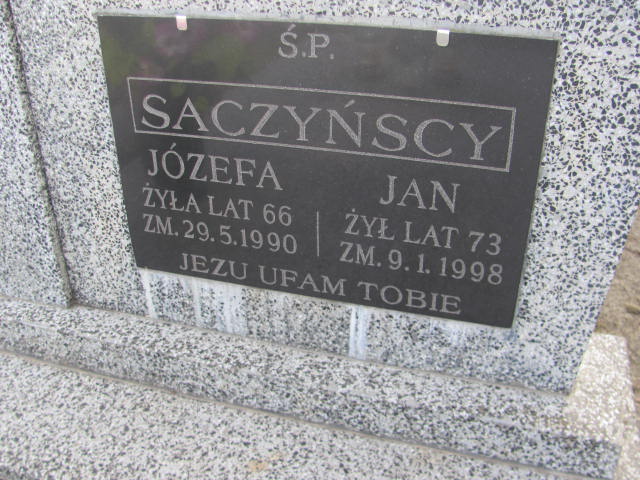 Ś.P.
SACZYŃSCY
JÓZEFA
ŻYŁA LAT 66
ZM. 29.5.1990
JAN
ŻYŁ LAT 73
ZM. 9.1.1998
JEZU UFAM TOBIE